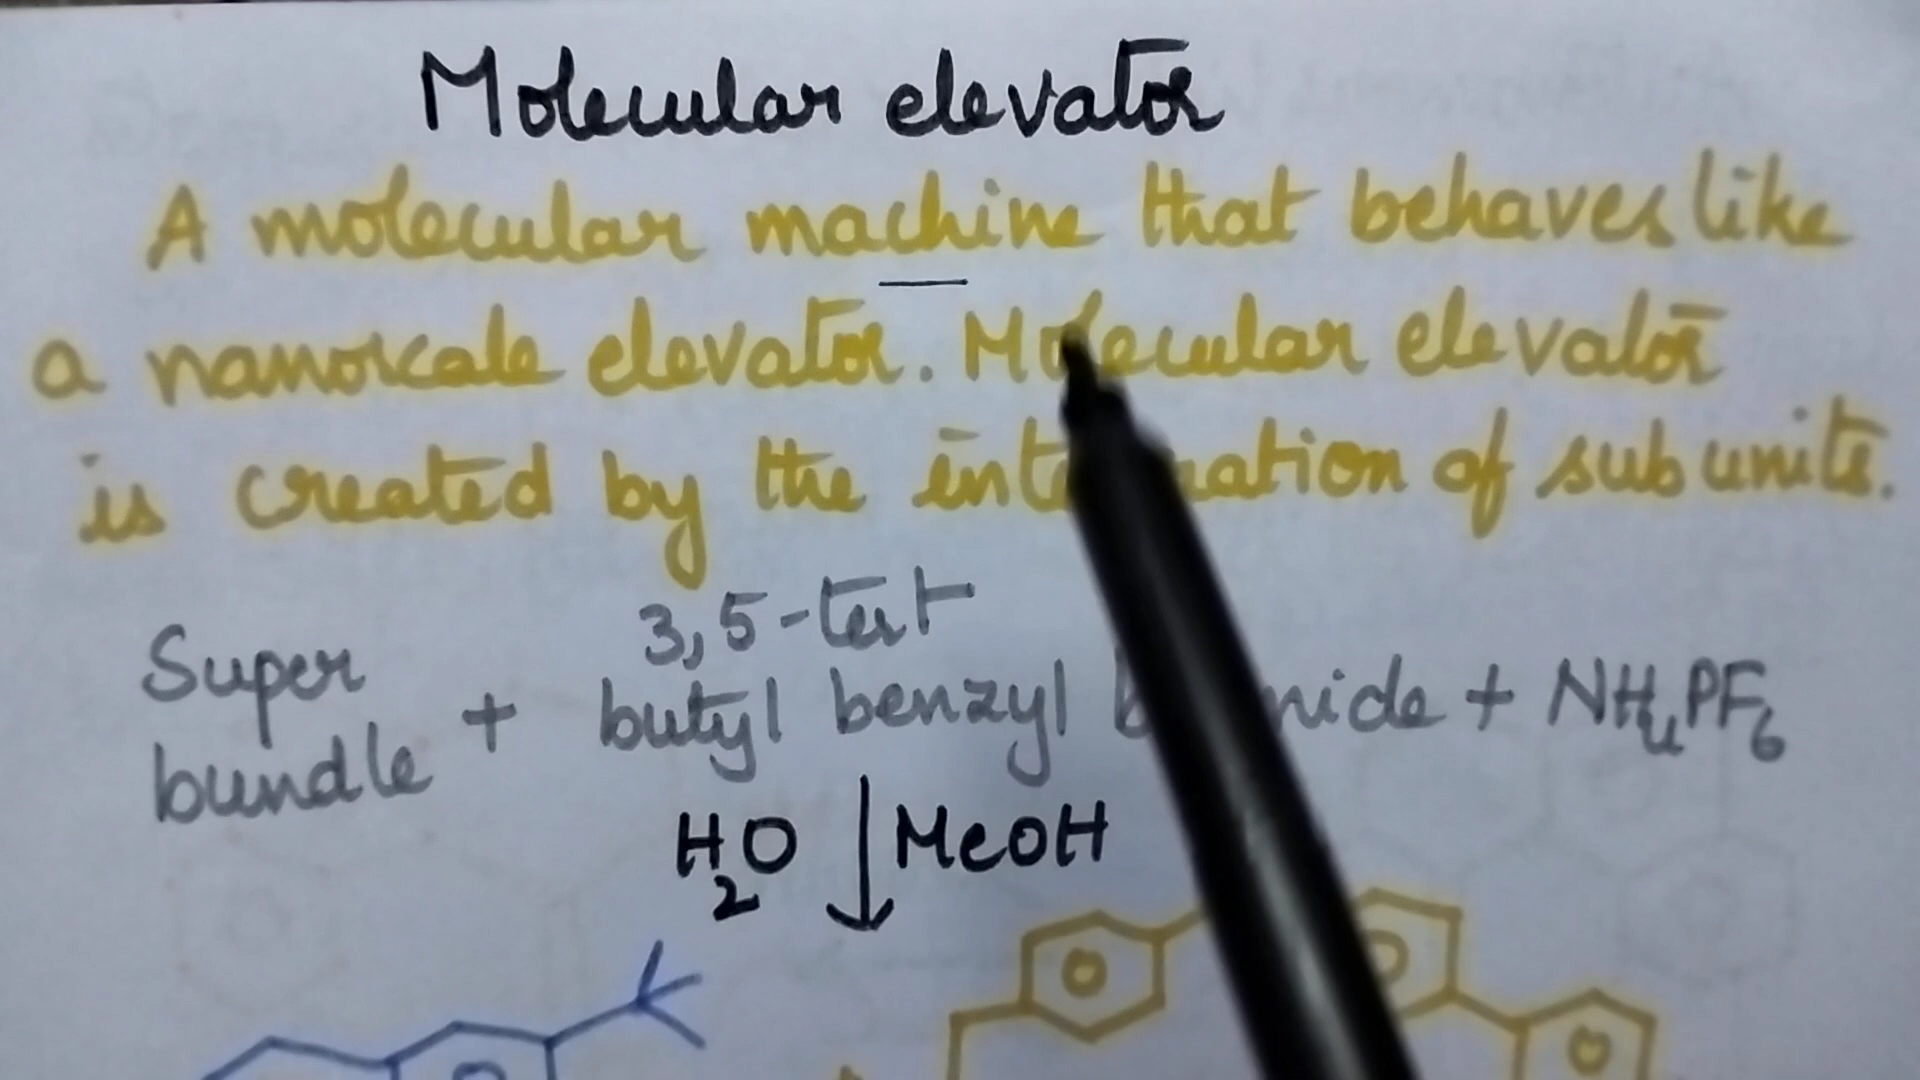 Molecular elevator
A molecular machine that behaves like
a nanoscale elevator. Molecular elevator
is created by the of subunits.
3,5-tert
Super bundle + butyl benzyl + NH4PF6
H2O MeOH